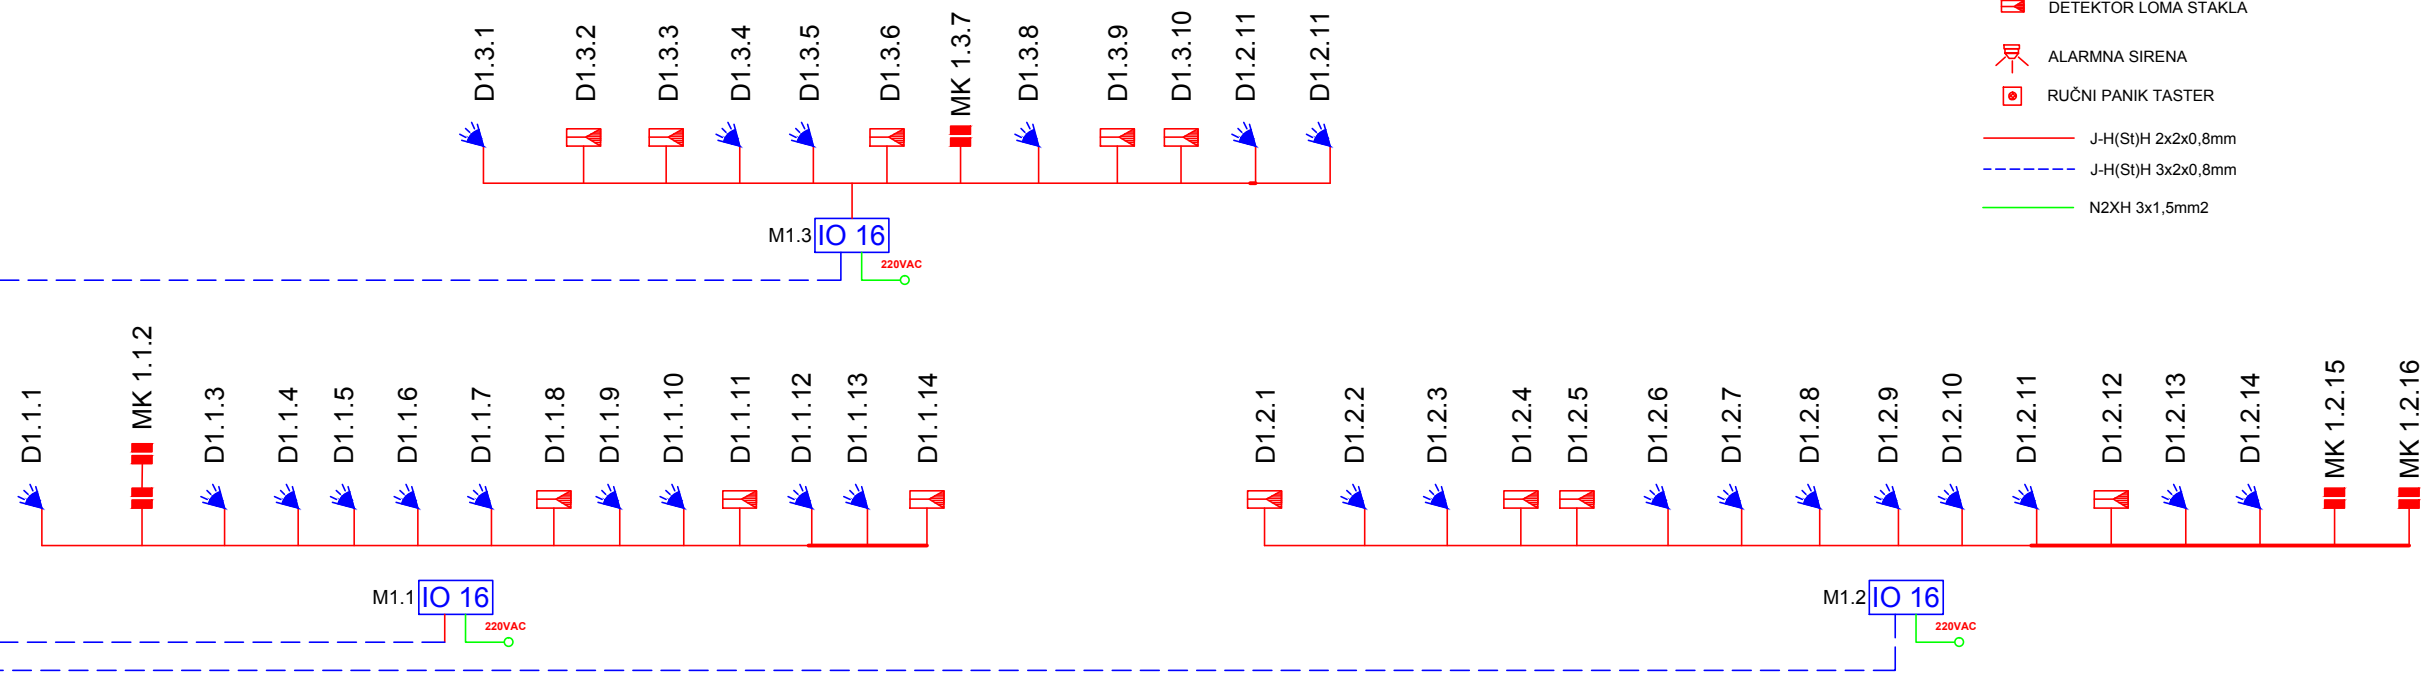 DETEKTOR LOMA STAKLA
ALARMNA SIRENA
RUČNI PANIK TASTER
J-H(St)H 2x2x0,8mm
J-H(St)H 3x2x0,8mm
N2XH 3x1,5mm2
D1.3.1
D1.3.2
D1.3.3
D1.3.4
D1.3.5
D1.3.6
MK 1.3.7
D1.3.8
D1.3.9
D1.3.10
D1.2.11
D1.2.11
M1.3
IO 16
220VAC
D1.1.1
MK 1.1.2
D1.1.3
D1.1.4
D1.1.5
D1.1.6
D1.1.7
D1.1.8
D1.1.9
D1.1.10
D1.1.11
D1.1.12
D1.1.13
D1.1.14
M1.1
IO 16
220VAC
D1.2.1
D1.2.2
D1.2.3
D1.2.4
D1.2.5
D1.2.6
D1.2.7
D1.2.8
D1.2.9
D1.2.10
D1.2.11
D1.2.12
D1.2.13
D1.2.14
MK 1.2.15
MK 1.2.16
M1.2
IO 16
220VAC